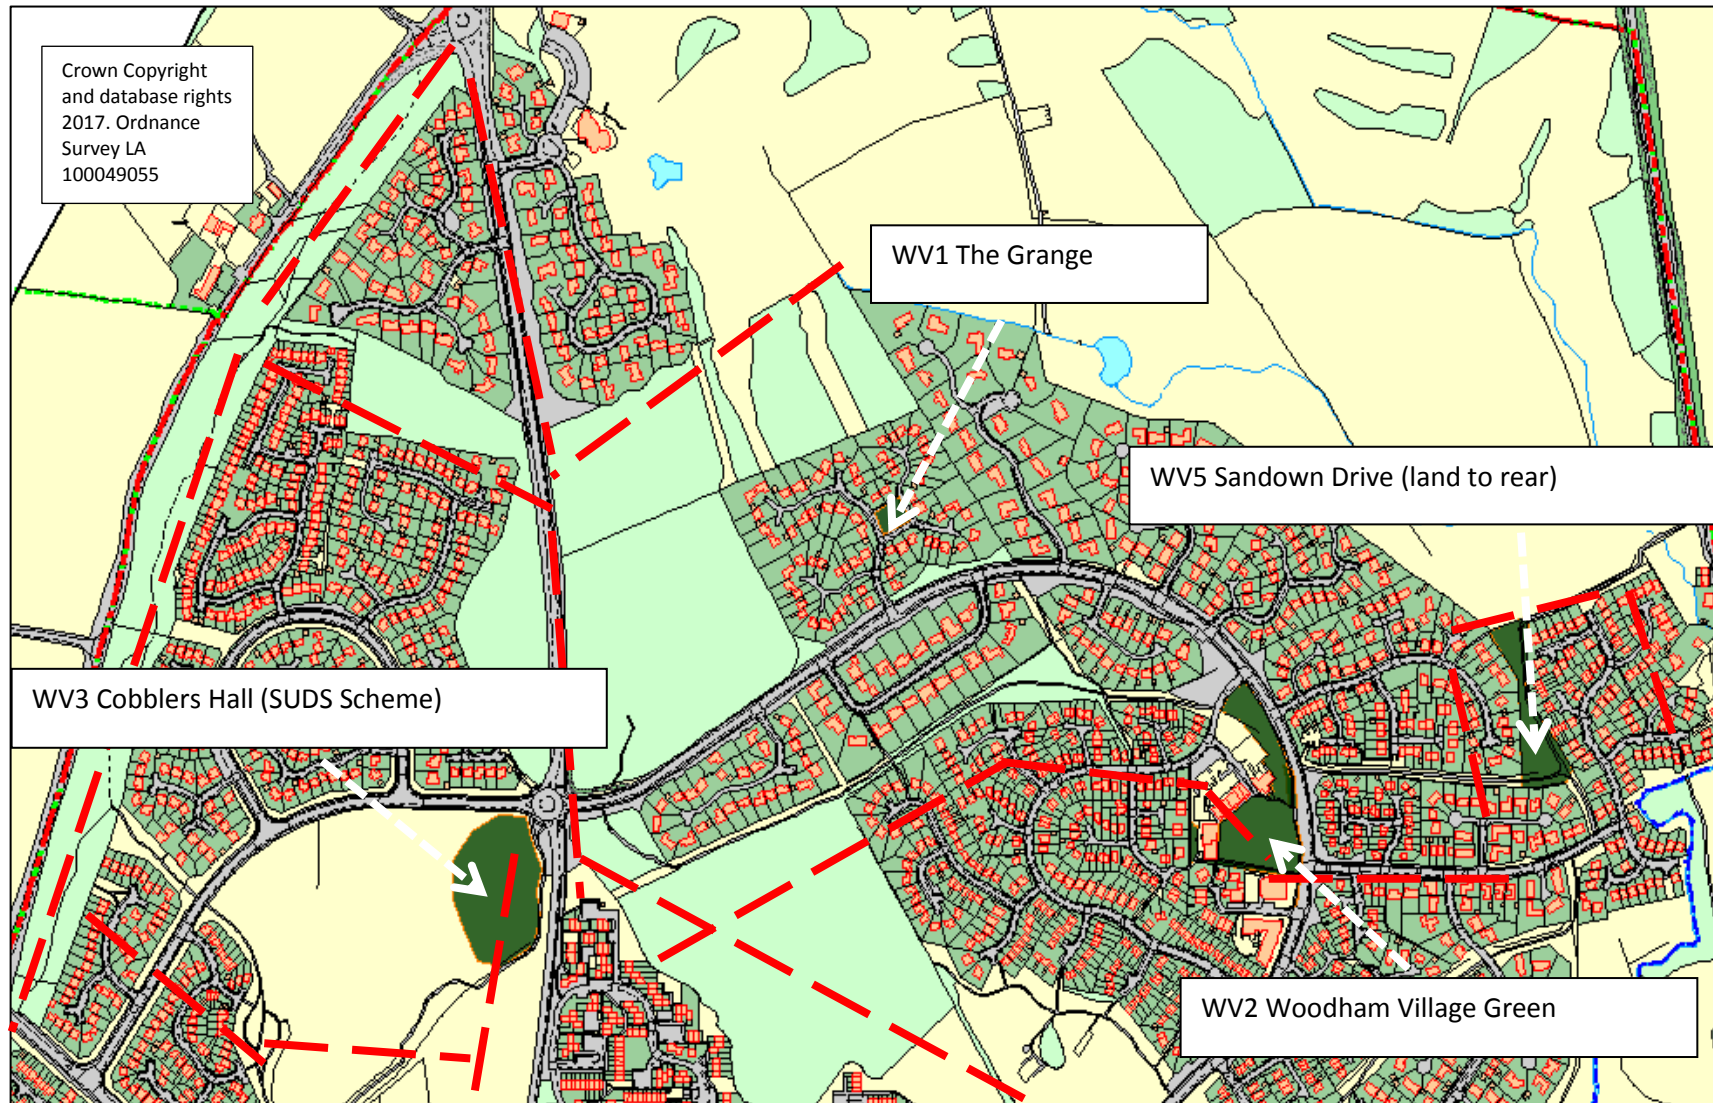 Crown Copyright
and database rights
2017. Ordnance
Survey LA
100049055
WV1 The Grange
WV5 Sandown Drive (land to rear)
WV3 Cobblers Hall (SUDS Scheme)
WV2 Woodham Village Green